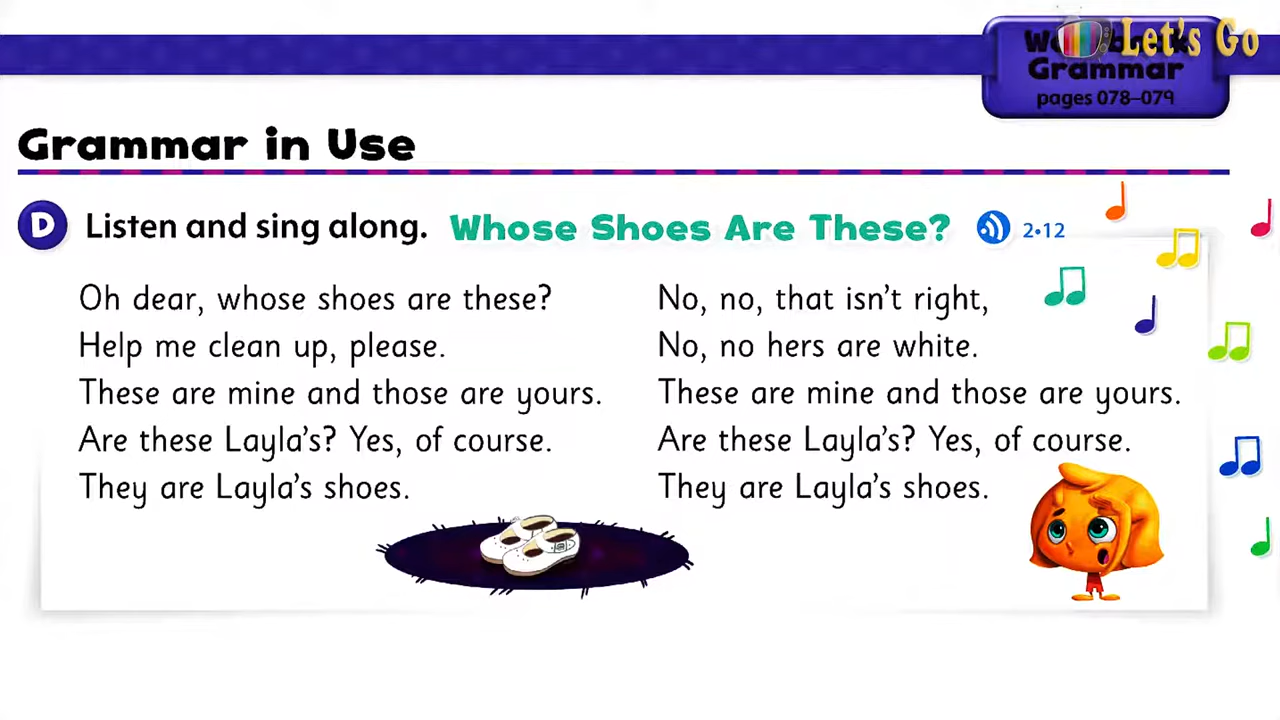 Let's Go
Grammar
pages 078–079
Grammar in Use
D Listen and sing along. Whose Shoes Are These? 2•12
Oh dear, whose shoes are these?
Help me clean up, please.
These are mine and those are yours.
Are these Layla's? Yes, of course.
They are Layla's shoes.
No, no, that isn't right,
No, no hers are white.
These are mine and those are yours.
Are these Layla's? Yes, of course.
They are Layla's shoes.